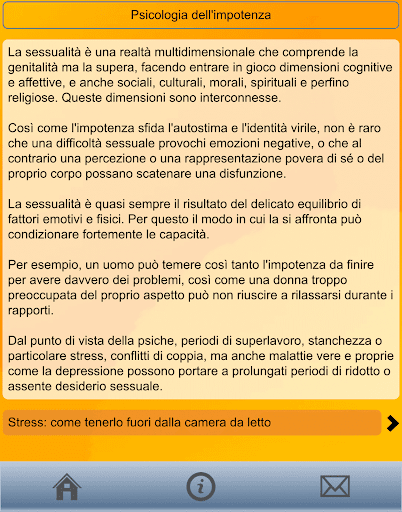 Psicologia dell'impotenza
La sessualità è una realtà multidimensionale che comprende la
genitalità ma la supera, facendo entrare in gioco dimensioni cognitive
e affettive, e anche sociali, culturali, morali, spirituali e perfino
religiose. Queste dimensioni sono interconnesse.
Così come l'impotenza sfida l'autostima e l'identità virile, non è raro
che una difficoltà sessuale provochi emozioni negative, o che al
contrario una percezione o una rappresentazione povera di sé o del
proprio corpo possano scatenare una disfunzione.
La sessualità è quasi sempre il risultato del delicato equilibrio di
fattori emotivi e fisici. Per questo il modo in cui la si affronta può
condizionare fortemente le capacità.
Per esempio, un uomo può temere così tanto l'impotenza da finire
per avere davvero dei problemi, così come una donna troppo
preoccupata del proprio aspetto può non riuscire a rilassarsi durante i
rapporti.
Dal punto di vista della psiche, periodi di superlavoro, stanchezza o
particolare stress, conflitti di coppia, ma anche malattie vere e proprie
come la depressione possono portare a prolungati periodi di ridotto o
assente desiderio sessuale.
Stress: come tenerlo fuori dalla camera da letto